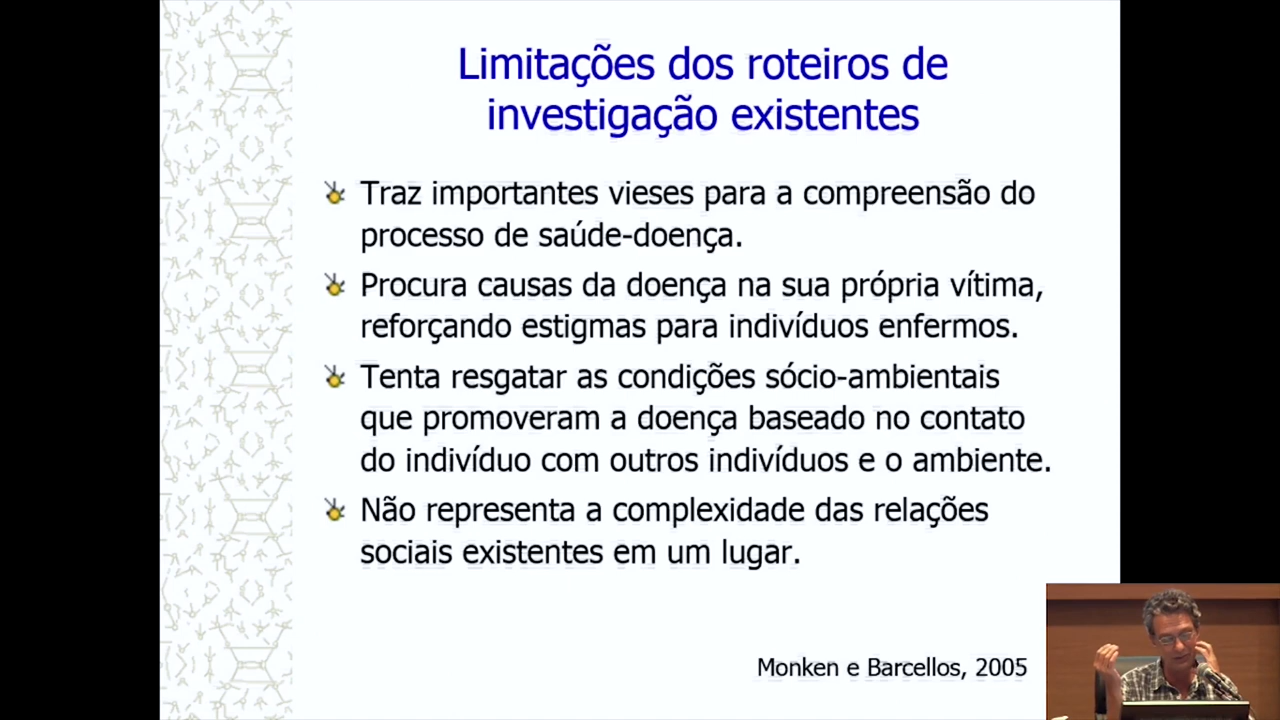 Limitações dos roteiros de
investigação existentes
Traz importantes vieses para a compreensão do
processo de saúde-doença.
Procura causas da doença na sua própria vítima,
reforçando estigmas para indivíduos enfermos.
Tenta resgatar as condições sócio-ambientais
que promoveram a doença baseado no contato
do indivíduo com outros indivíduos e o ambiente.
Não representa a complexidade das relações
sociais existentes em um lugar.
Monken e Barcellos, 2005